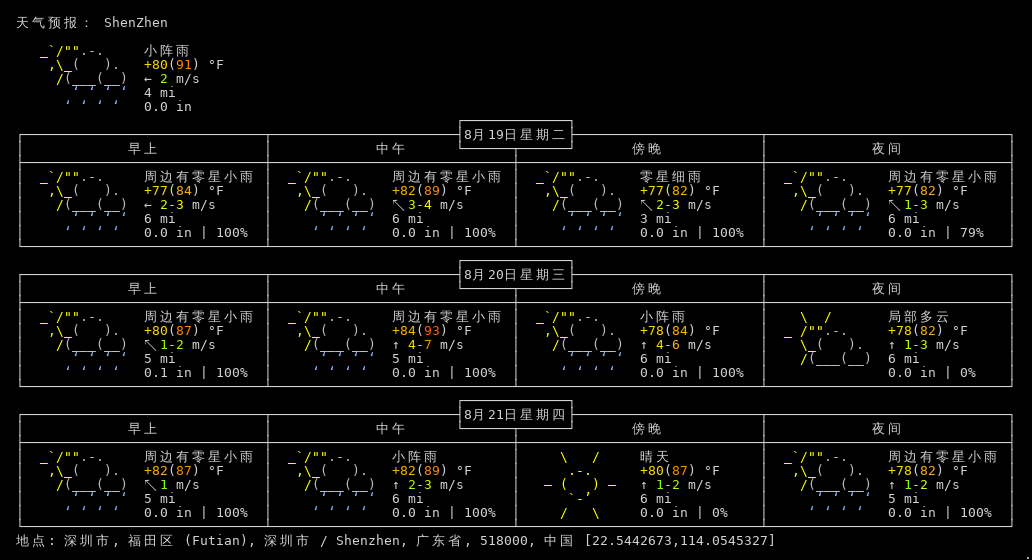 天气预报： ShenZhen
小阵雨
+80(91) °F
← 2 m/s
4 mi
0.0 in
8月19日星期二
早上 中午 傍晚 夜间
周边有零星小雨 周边有零星小雨 零星细雨 周边有零星小雨
+77(84) °F +82(89) °F +77(82) °F +77(82) °F
← 2-3 m/s ↖ 3-4 m/s ↖ 2-3 m/s ↖ 1-3 m/s
6 mi 6 mi 3 mi 6 mi
0.0 in | 100% 0.0 in | 100% 0.0 in | 100% 0.0 in | 79%
8月20日星期三
早上 中午 傍晚 夜间
周边有零星小雨 周边有零星小雨 小阵雨 局部多云
+80(87) °F +84(93) °F +78(84) °F +78(82) °F
↖ 1-2 m/s ↑ 4-7 m/s ↑ 4-6 m/s ↑ 1-3 m/s
5 mi 5 mi 6 mi 6 mi
0.1 in | 100% 0.0 in | 100% 0.0 in | 100% 0.0 in | 0%
8月21日星期四
早上 中午 傍晚 夜间
周边有零星小雨 小阵雨 晴天 周边有零星小雨
+82(87) °F +82(89) °F +80(87) °F +78(82) °F
↖ 1 m/s ↑ 2-3 m/s ↑ 1-2 m/s ↑ 1-2 m/s
5 mi 6 mi 6 mi 5 mi
0.0 in | 100% 0.0 in | 100% 0.0 in | 0% 0.0 in | 100%
地点: 深圳市, 福田区 (Futian), 深圳市 / Shenzhen, 广东省, 518000, 中国 [22.5442673,114.0545327]